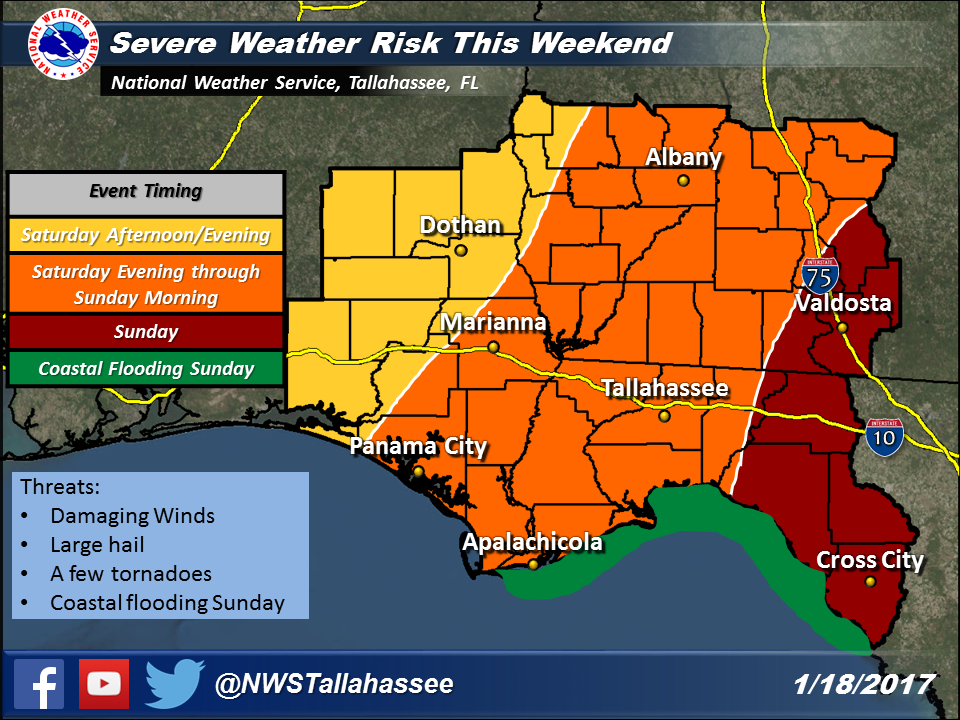 NATIONAL WEATHER SERVICE
Severe Weather Risk This Weekend
National Weather Service, Tallahassee, FL
Event Timing
Saturday Afternoon/Evening
Saturday Evening through
Sunday Morning
Sunday
Coastal Flooding Sunday
Albany
Dothan
INTERSTATE
75
Valdosta
Marianna
Tallahassee
INTERSTATE
10
Panama City
Apalachicola
Cross City
Threats:
• Damaging Winds
• Large hail
• A few tornadoes
• Coastal flooding Sunday
@NWSTallahassee
1/18/2017